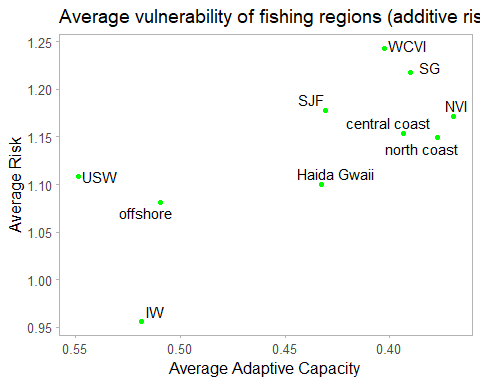 Average vulnerability of fishing regions (additive ris
1.25
WCVI
SG
1.20
SJF
NVI
1.15
central coast
north coast
Average Risk
1.10
USW
Haida Gwaii
offshore
1.05
1.00
IW
0.95
0.55
0.50
0.45
0.40
Average Adaptive Capacity